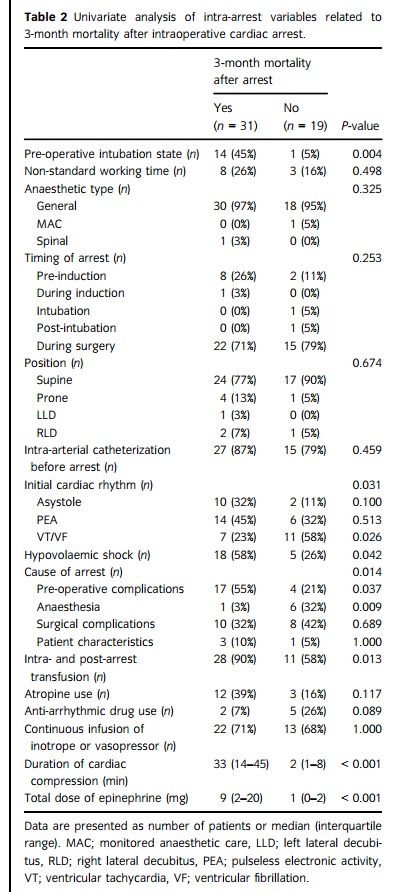 Table 2 Univariate analysis of intra-arrest variables related to
3-month mortality after intraoperative cardiac arrest.
3-month mortality
after arrest
Yes No
(n = 31) (n = 19) P-value
Pre-operative intubation state (n) 14 (45%) 1 (5%) 0.004
Non-standard working time (n) 8 (26%) 3 (16%) 0.498
Anaesthetic type (n) 0.325
General 30 (97%) 18 (95%)
MAC 0 (0%) 1 (5%)
Spinal 1 (3%) 0 (0%)
Timing of arrest (n) 0.253
Pre-induction 8 (26%) 2 (11%)
During induction 1 (3%) 0 (0%)
Intubation 0 (0%) 1 (5%)
Post-intubation 0 (0%) 1 (5%)
During surgery 22 (71%) 15 (79%)
Position (n) 0.674
Supine 24 (77%) 17 (90%)
Prone 4 (13%) 1 (5%)
LLD 1 (3%) 0 (0%)
RLD 2 (7%) 1 (5%)
Intra-arterial catheterization 27 (87%) 15 (79%) 0.459
before arrest (n)
Initial cardiac rhythm (n) 0.031
Asystole 10 (32%) 2 (11%) 0.100
PEA 14 (45%) 6 (32%) 0.513
VT/VF 7 (23%) 11 (58%) 0.026
Hypovolaemic shock (n) 18 (58%) 5 (26%) 0.042
Cause of arrest (n) 0.014
Pre-operative complications 17 (55%) 4 (21%) 0.037
Anaesthesia 1 (3%) 6 (32%) 0.009
Surgical complications 10 (32%) 8 (42%) 0.689
Patient characteristics 3 (10%) 1 (5%) 1.000
Intra- and post-arrest 28 (90%) 11 (58%) 0.013
transfusion (n)
Atropine use (n) 12 (39%) 3 (16%) 0.117
Anti-arrhythmic drug use (n) 2 (7%) 5 (26%) 0.089
Continuous infusion of 22 (71%) 13 (68%) 1.000
inotrope or vasopressor (n)
Duration of cardiac 33 (14–45) 2 (1–8) < 0.001
compression (min)
Total dose of epinephrine (mg) 9 (2–20) 1 (0–2) < 0.001
Data are presented as number of patients or median (interquartile
range). MAC; monitored anaesthetic care, LLD; left lateral decubi-
tus, RLD; right lateral decubitus, PEA; pulseless electronic activity,
VT; ventricular tachycardia, VF; ventricular fibrillation.